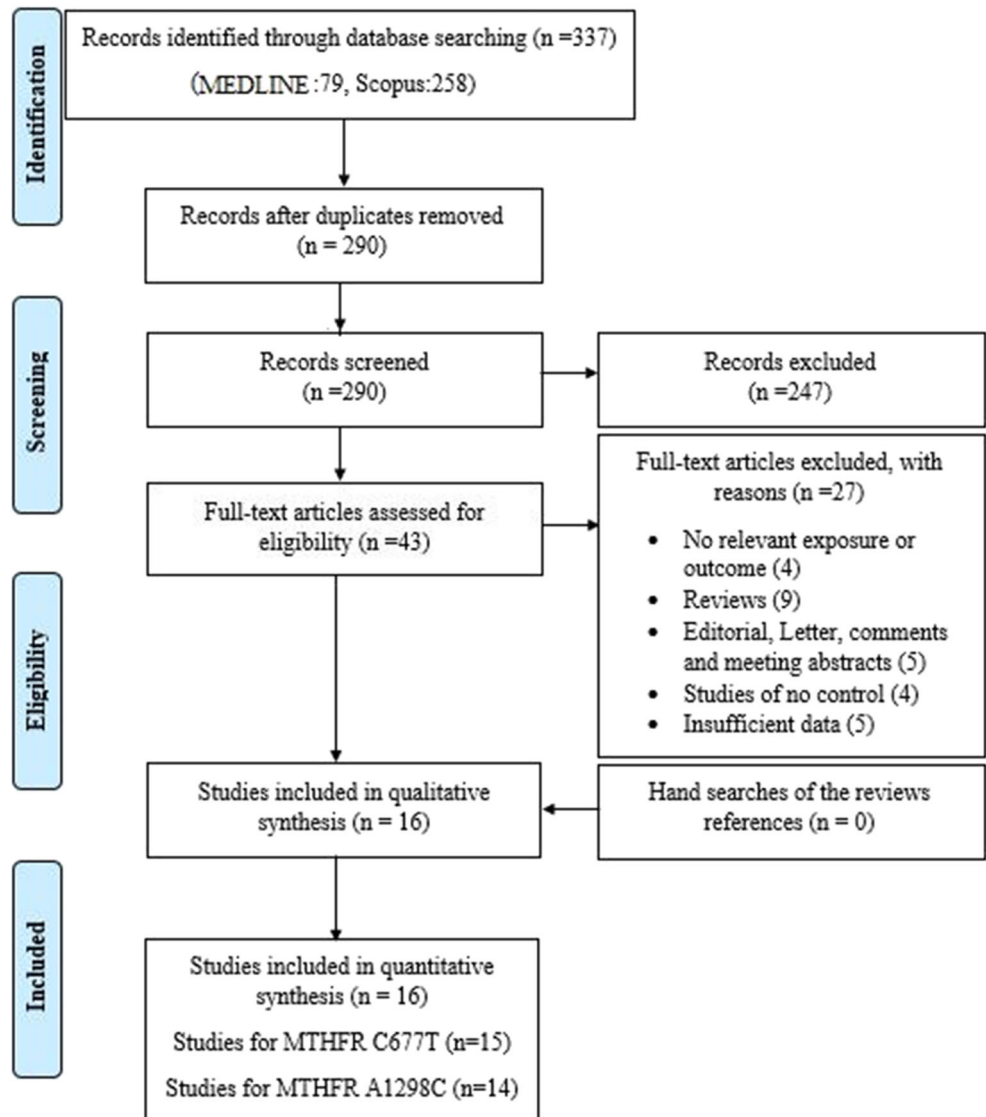 Identification
Records identified through database searching (n =337)
(MEDLINE :79, Scopus:258)
Records after duplicates removed
(n = 290)
Screening
Records screened
(n =290)
Records excluded
(n =247)
Full-text articles assessed for
eligibility (n =43)
Full-text articles excluded, with
reasons (n =27)
• No relevant exposure or
outcome (4)
• Reviews (9)
• Editorial, Letter, comments
and meeting abstracts (5)
• Studies of no control (4)
• Insufficient data (5)
Eligibility
Studies included in qualitative
synthesis (n = 16)
Hand searches of the reviews
references (n = 0)
Included
Studies included in quantitative
synthesis (n = 16)
Studies for MTHFR C677T (n=15)
Studies for MTHFR A1298C (n=14)